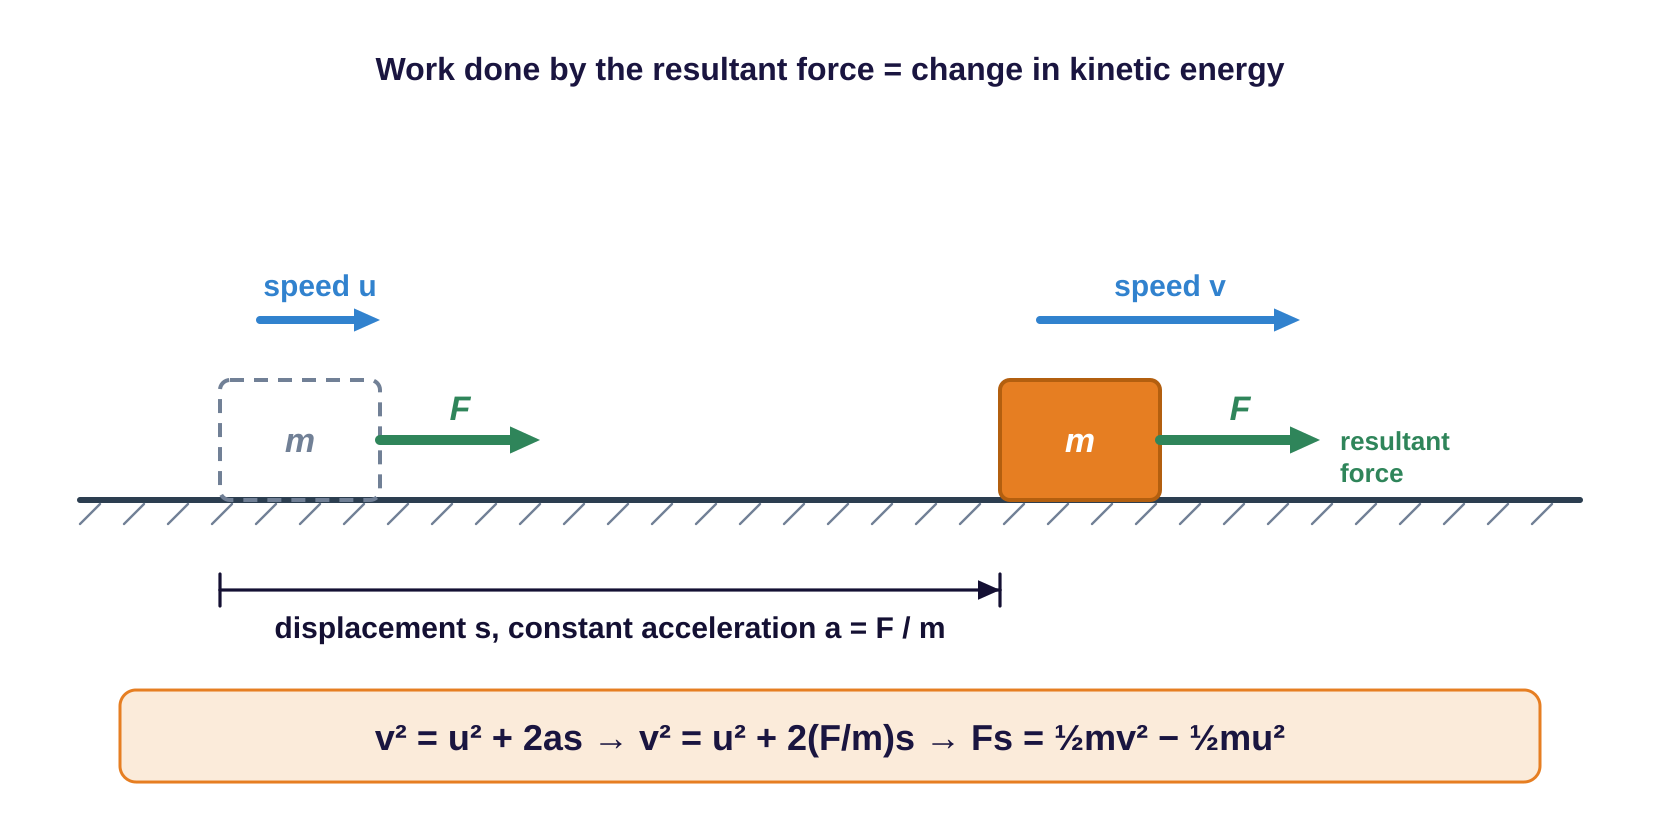 Work done by the resultant force = change in kinetic energy
speed u
speed v
F
F
m
m
resultant
force
displacement s, constant acceleration a = F / m
v² = u² + 2as → v² = u² + 2(F/m)s → Fs = ½mv² − ½mu²